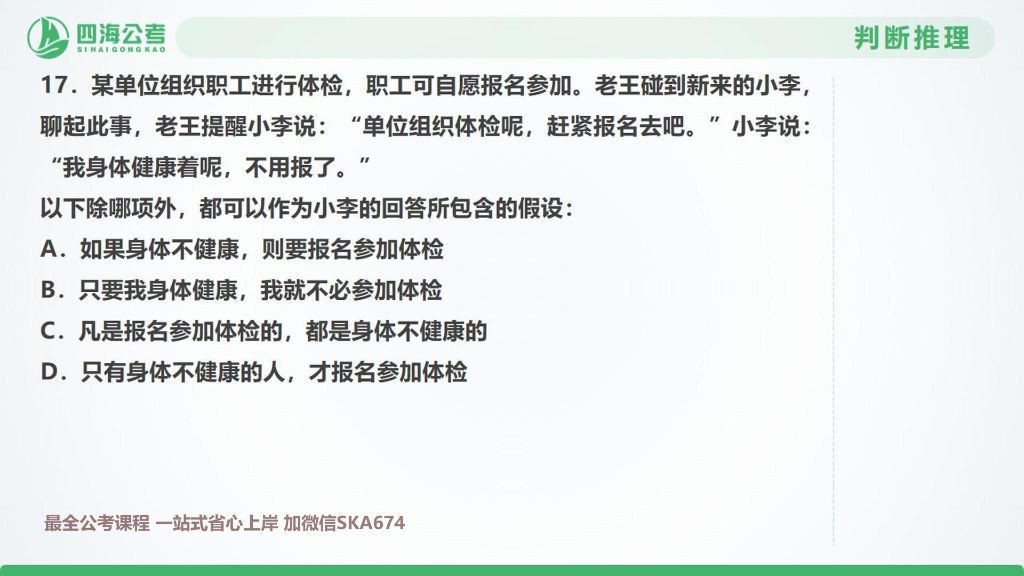 四海公考
SIHAIGONGKAO
判断推理
17. 某单位组织职工进行体检，职工可自愿报名参加。老王碰到新来的小李，
聊起此事，老王提醒小李说：“单位组织体检呢，赶紧报名去吧。”小李说：
“我身体健康着呢，不用报了。”
以下除哪项外，都可以作为小李的回答所包含的假设：
A. 如果身体不健康，则要报名参加体检
B. 只要我身体健康，我就不必参加体检
C. 凡是报名参加体检的，都是身体不健康的
D. 只有身体不健康的人，才报名参加体检
最全公考课程 一站式省心上岸 加微信SKA674